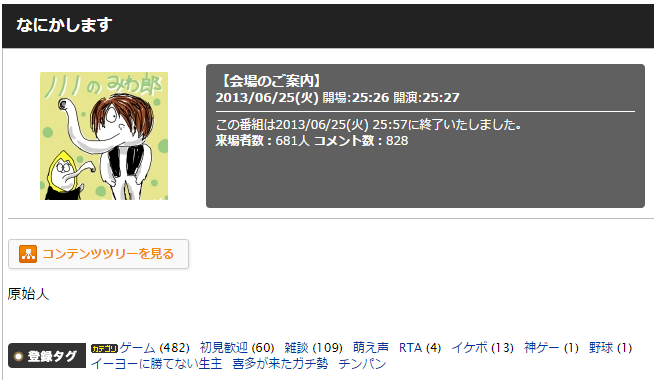 なにかします
ノノノの みわ郎
【会場のご案内】
2013/06/25(火) 開場:25:26 開演:25:27
この番組は2013/06/25(火) 25:57に終了いたしました。
来場者数：681人 コメント数：828
コンテンツツリーを見る
原始人
登録タグ
カテゴリ ゲーム (482) 初見歓迎 (60) 雑談 (109) 萌え声 RTA (4) イケボ (13) 神ゲー (1) 野球 (1)
イーヨーに勝てない生主 喜多が来たガチ勢 チンパン